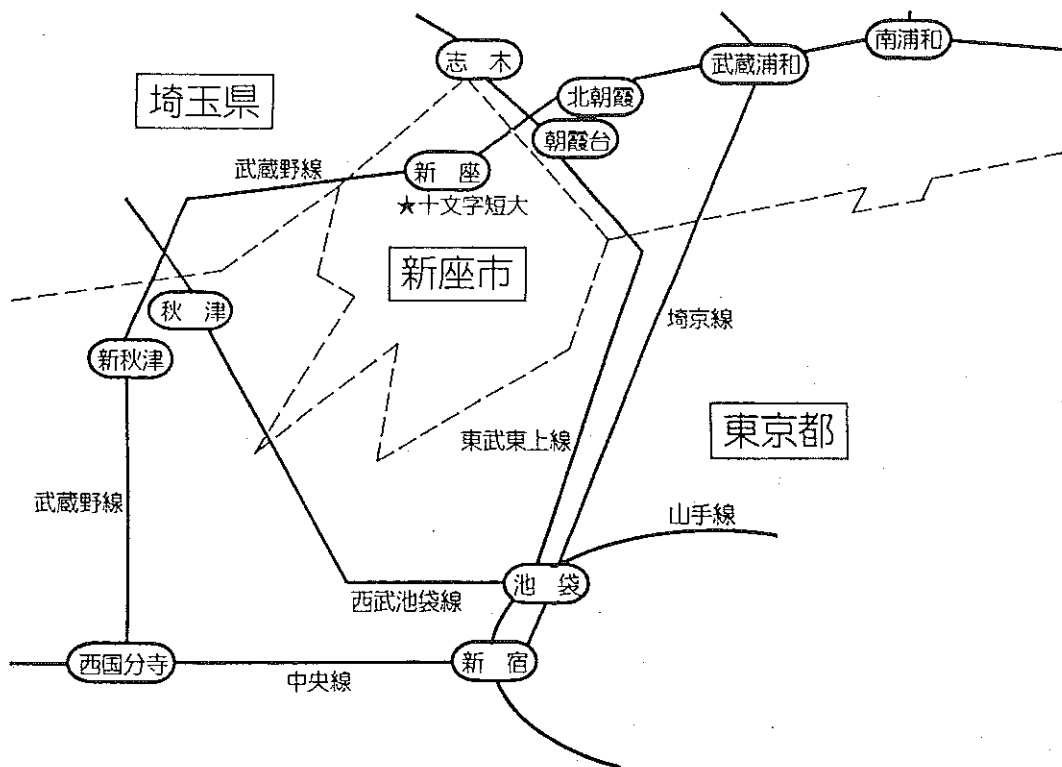 南浦和
志木
武蔵浦和
埼玉県
北朝霞
朝霞台
武蔵野線
新座
★十文字短大
新座市
秋津
埼京線
新秋津
東京都
東武東上線
武蔵野線
山手線
池袋
西武池袋線
西国分寺
新宿
中央線